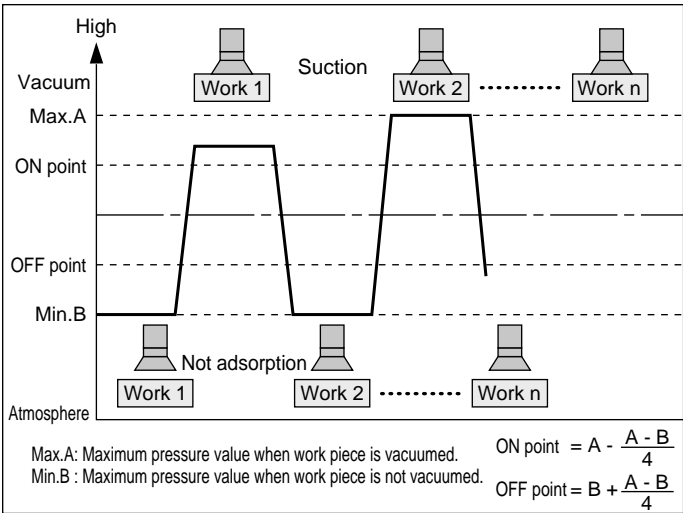 High
Vacuum
Suction
Work 1
Work 2
Work n
Max.A
ON point
OFF point
Min.B
Not adsorption
Work 1
Work 2
Work n
Atmosphere
Max.A: Maximum pressure value when work piece is vacuumed.
Min.B : Maximum pressure value when work piece is not vacuumed.
ON point = A - A - B / 4
OFF point = B + A - B / 4